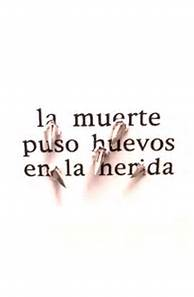 la muerte
puso huevos
en la herida